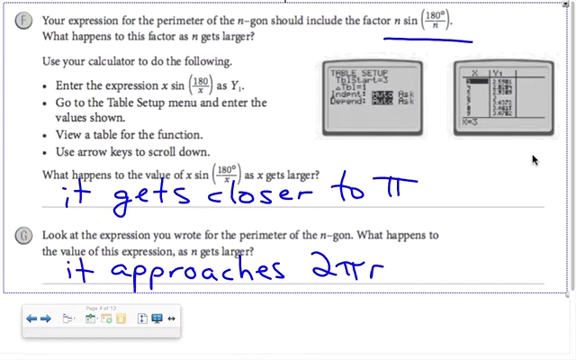 F Your expression for the perimeter of the n-gon should include the factor n sin (180°/n).
What happens to this factor as n gets larger?
Use your calculator to do the following.
• Enter the expression x sin (180/x) as Y₁.
• Go to the Table Setup menu and enter the
values shown.
• View a table for the function.
• Use arrow keys to scroll down.
TABLE SETUP
TblStart=3
△Tbl=1
Indpnt: Auto Ask
Depend: Auto Ask
X Y1
X=3
What happens to the value of x sin (180°/x) as x gets larger?
it gets closer to π
G Look at the expression you wrote for the perimeter of the n-gon. What happens to
the value of this expression, as n gets larger?
it approaches 2πr
Page 4 of 13